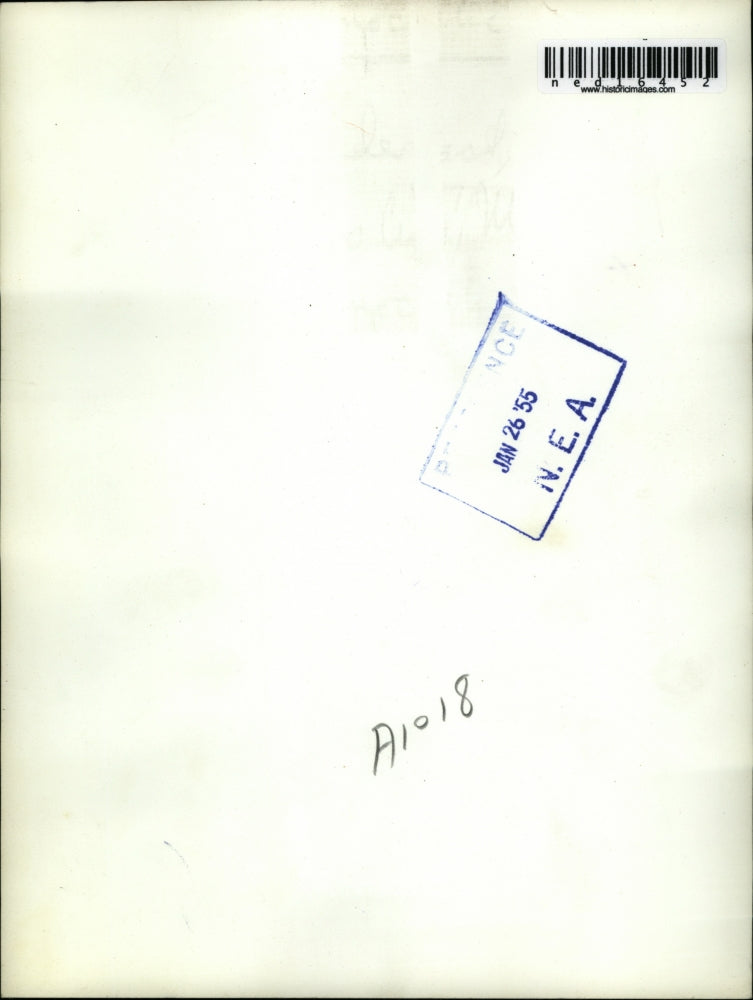 ned16452
www.historicimages.com
JAN 26 '55
N. E. A.
A1018